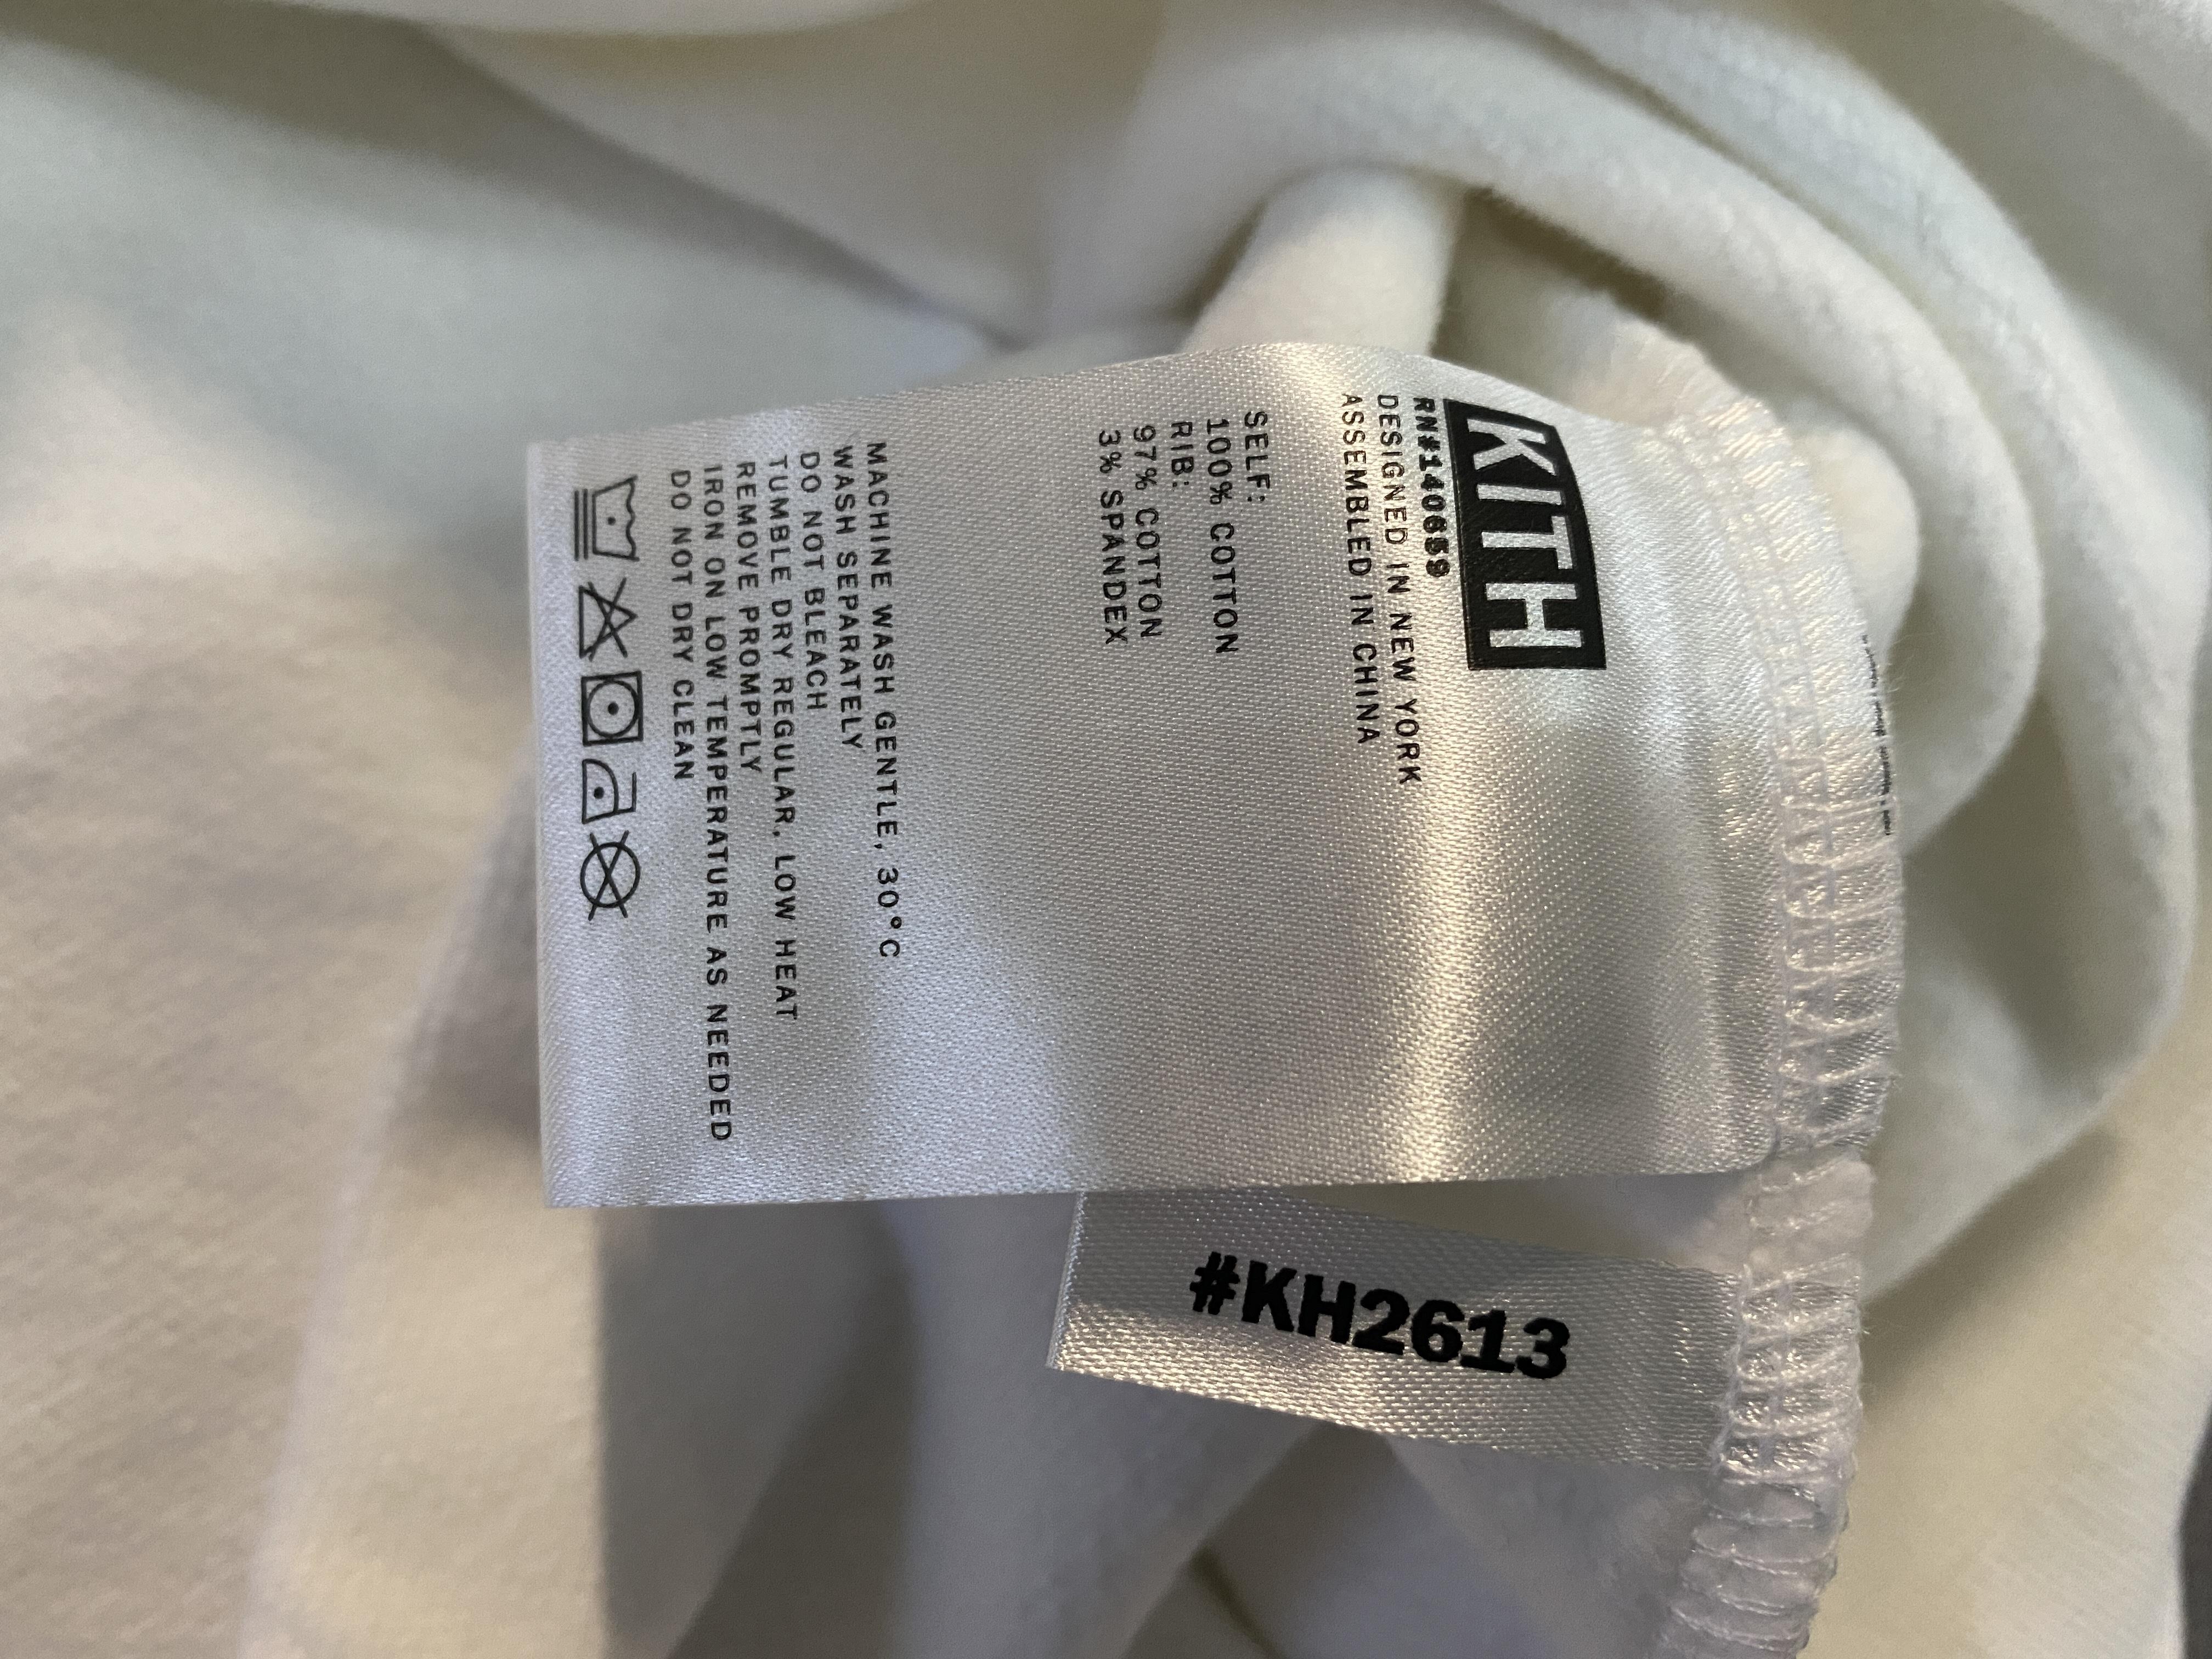 KITH
DESIGNED IN NEW YORK
ASSEMBLED IN CHINA
SELF:
100% COTTON
RIB:
97% COTTON
3% SPANDEX
MACHINE WASH GENTLE, 30°C
WASH SEPARATELY
DO NOT BLEACH
TUMBLE DRY REGULAR, LOW HEAT
REMOVE PROMPTLY
IRON ON LOW TEMPERATURE AS NEEDED
DO NOT DRY CLEAN
#KH2613